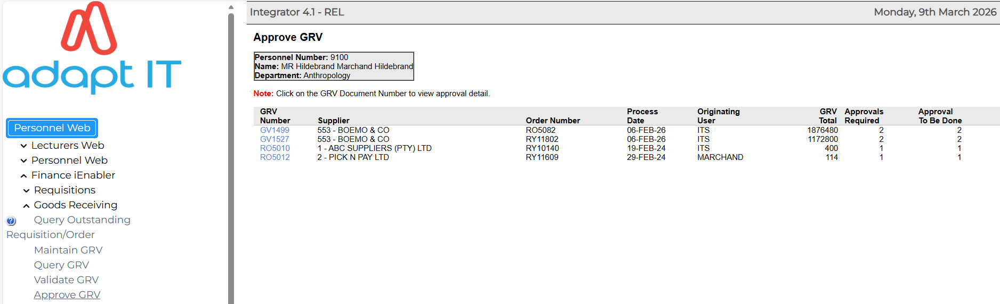 adapt IT
Personnel Web
Lecturers Web
Personnel Web
Finance iEnabler
Requisitions
Goods Receiving
? Query Outstanding
Requisition/Order
Maintain GRV
Query GRV
Validate GRV
Approve GRV
Integrator 4.1 - REL Monday, 9th March 2026
Approve GRV
Personnel Number: 9100
Name: MR Hildebrand Marchand Hildebrand
Department: Anthropology
Note: Click on the GRV Document Number to view approval detail.
GRV Process Originating GRV Approvals Approval
Number Supplier Order Number Date User Total Required To Be Done
GV1499 553 - BOEMO & CO RO5082 06-FEB-26 ITS 1876480 2 2
GV1527 553 - BOEMO & CO RY11802 06-FEB-26 ITS 1172800 2 2
RO5010 1 - ABC SUPPLIERS (PTY) LTD RY10140 19-FEB-24 ITS 400 1 1
RO5012 2 - PICK N PAY LTD RY11609 29-FEB-24 MARCHAND 114 1 1